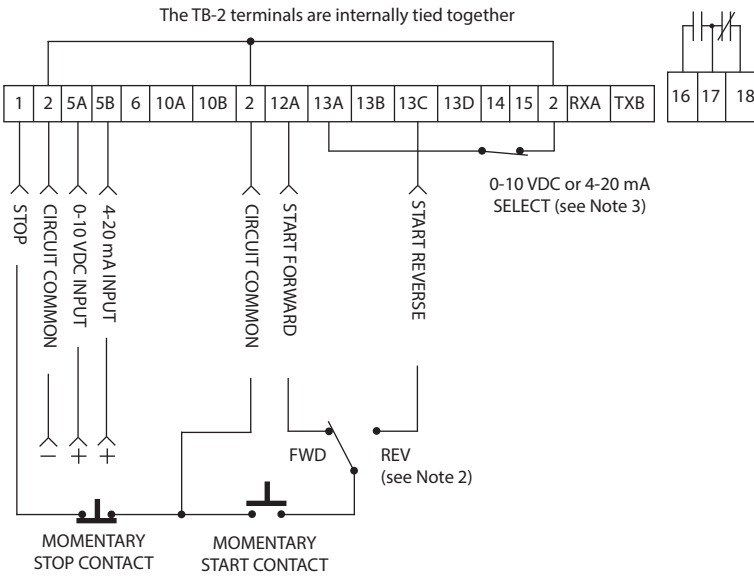 The TB-2 terminals are internally tied together
1 2 5A 5B 6 10A 10B 2 12A 13A 13B 13C 13D 14 15 2 RXA TXB
16 17 18
0-10 VDC or 4-20 mA
SELECT (see Note 3)
STOP
CIRCUIT COMMON
0-10 VDC INPUT
4-20 mA INPUT
CIRCUIT COMMON
START FORWARD
START REVERSE
− + +
FWD
REV
(see Note 2)
MOMENTARY
STOP CONTACT
MOMENTARY
START CONTACT